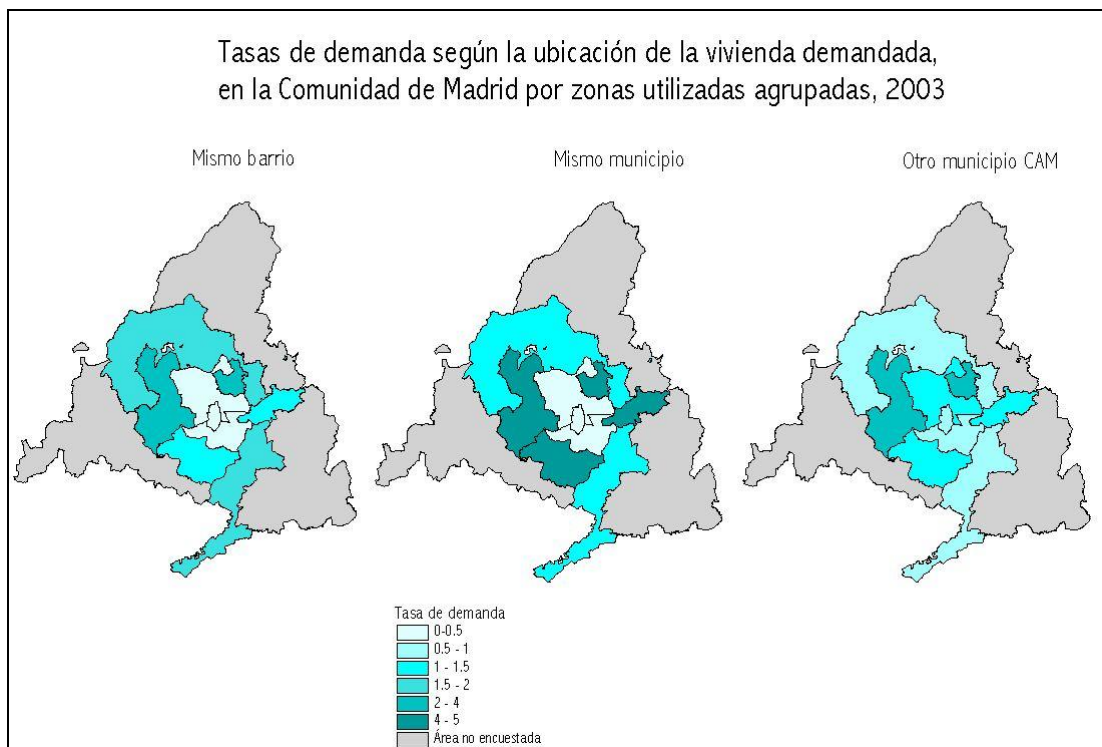 Tasas de demanda según la ubicación de la vivienda demandada,
en la Comunidad de Madrid por zonas utilizadas agrupadas, 2003
Mismo barrio
Mismo municipio
Otro municipio CAM
Tasa de demanda
0-0.5
0.5 - 1
1 - 1.5
1.5 - 2
2 - 4
4 - 5
Área no encuestada